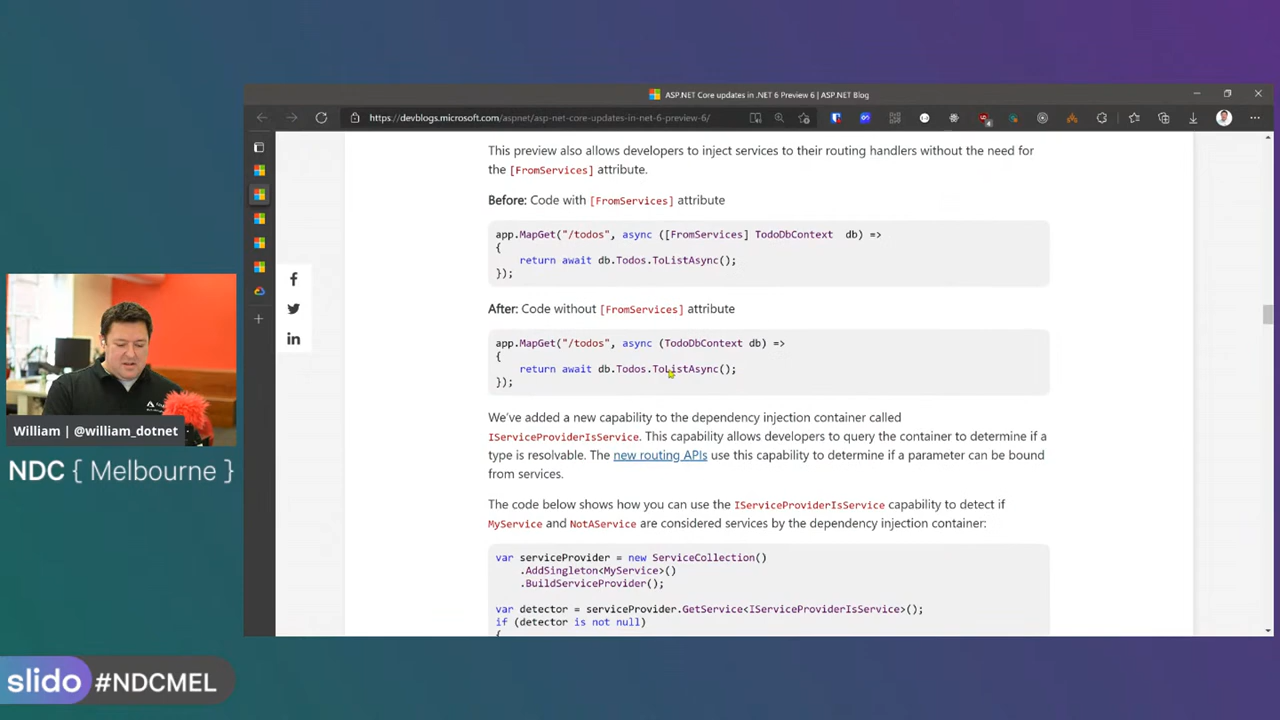 ASP.NET Core updates in .NET 6 Preview 6 | ASP.NET Blog
https://devblogs.microsoft.com/aspnet/asp-net-core-updates-in-net-6-preview-6/
This preview also allows developers to inject services to their routing handlers without the need for
the [FromServices] attribute.
Before: Code with [FromServices] attribute
app.MapGet("/todos", async ([FromServices] TodoDbContext db) =>
{
return await db.Todos.ToListAsync();
});
After: Code without [FromServices] attribute
app.MapGet("/todos", async (TodoDbContext db) =>
{
return await db.Todos.ToListAsync();
});
We've added a new capability to the dependency injection container called
IServiceProviderIsService. This capability allows developers to query the container to determine if a
type is resolvable. The new routing APIs use this capability to determine if a parameter can be bound
from services.
The code below shows how you can use the IServiceProviderIsService capability to detect if
MyService and NotAService are considered services by the dependency injection container:
var serviceProvider = new ServiceCollection()
.AddSingleton<MyService>()
.BuildServiceProvider();
var detector = serviceProvider.GetService<IServiceProviderIsService>();
if (detector is not null)
{
William | @william_dotnet
NDC { Melbourne }
slido #NDCMEL